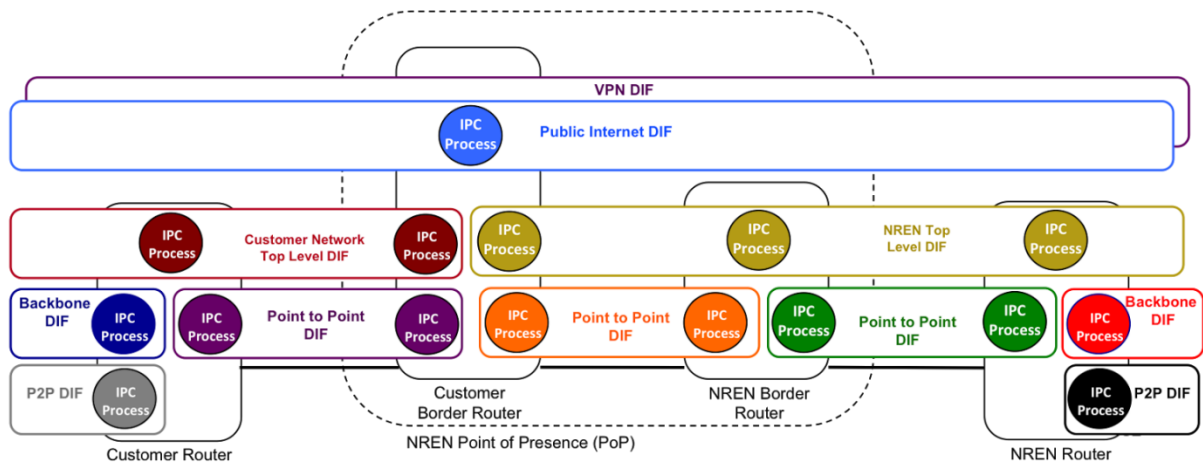 VPN DIF
IPC
Process
Public Internet DIF
IPC
Process
Customer Network
Top Level DIF
IPC
Process
IPC
Process
IPC
Process
NREN Top
Level DIF
IPC
Process
Backbone
DIF
IPC
Process
IPC
Process
Point to Point
DIF
IPC
Process
IPC
Process
Point to Point
DIF
IPC
Process
IPC
Process
Point to Point
DIF
IPC
Process
IPC
Process
Backbone
DIF
P2P DIF
IPC
Process
Customer
Border Router
NREN Border
Router
IPC
Process
P2P DIF
NREN Point of Presence (PoP)
Customer Router
NREN Router